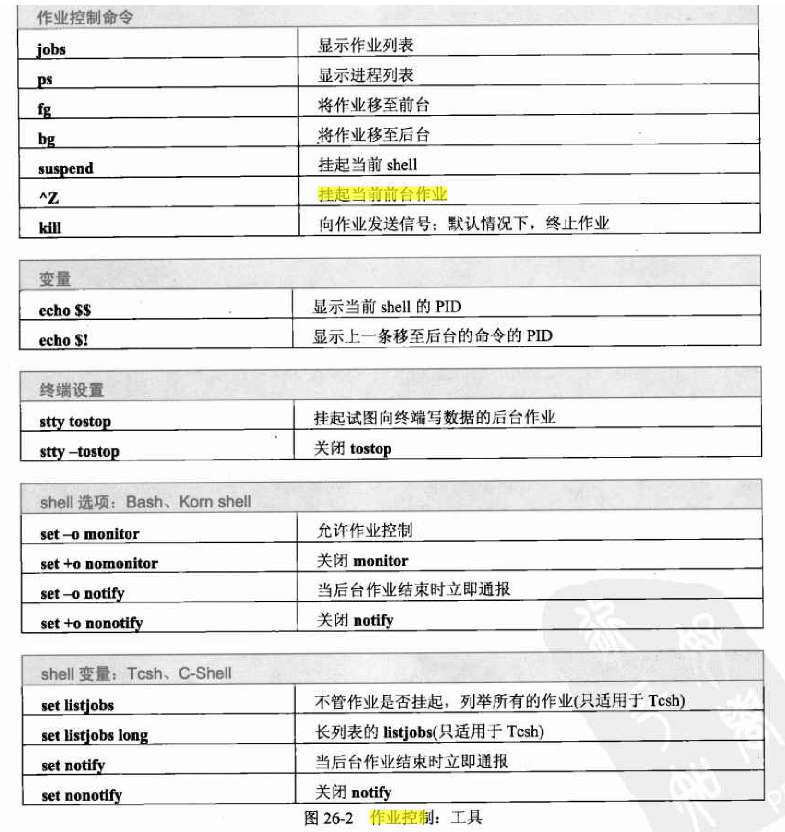 作业控制命令
jobs 显示作业列表
ps 显示进程列表
fg 将作业移至前台
bg 将作业移至后台
suspend 挂起当前 shell
^Z 挂起当前前台作业
kill 向作业发送信号；默认情况下，终止作业
变量
echo $$ 显示当前 shell 的 PID
echo $! 显示上一条移至后台的命令的 PID
终端设置
stty tostop 挂起试图向终端写数据的后台作业
stty –tostop 关闭 tostop
shell 选项：Bash、Korn shell
set –o monitor 允许作业控制
set +o nomonitor 关闭 monitor
set –o notify 当后台作业结束时立即通报
set +o nonotify 关闭 notify
shell 变量：Tcsh、C-Shell
set listjobs 不管作业是否挂起，列举所有的作业(只适用于 Tcsh)
set listjobs long 长列表的 listjobs(只适用于 Tcsh)
set notify 当后台作业结束时立即通报
set nonotify 关闭 notify
图 26-2 作业控制：工具